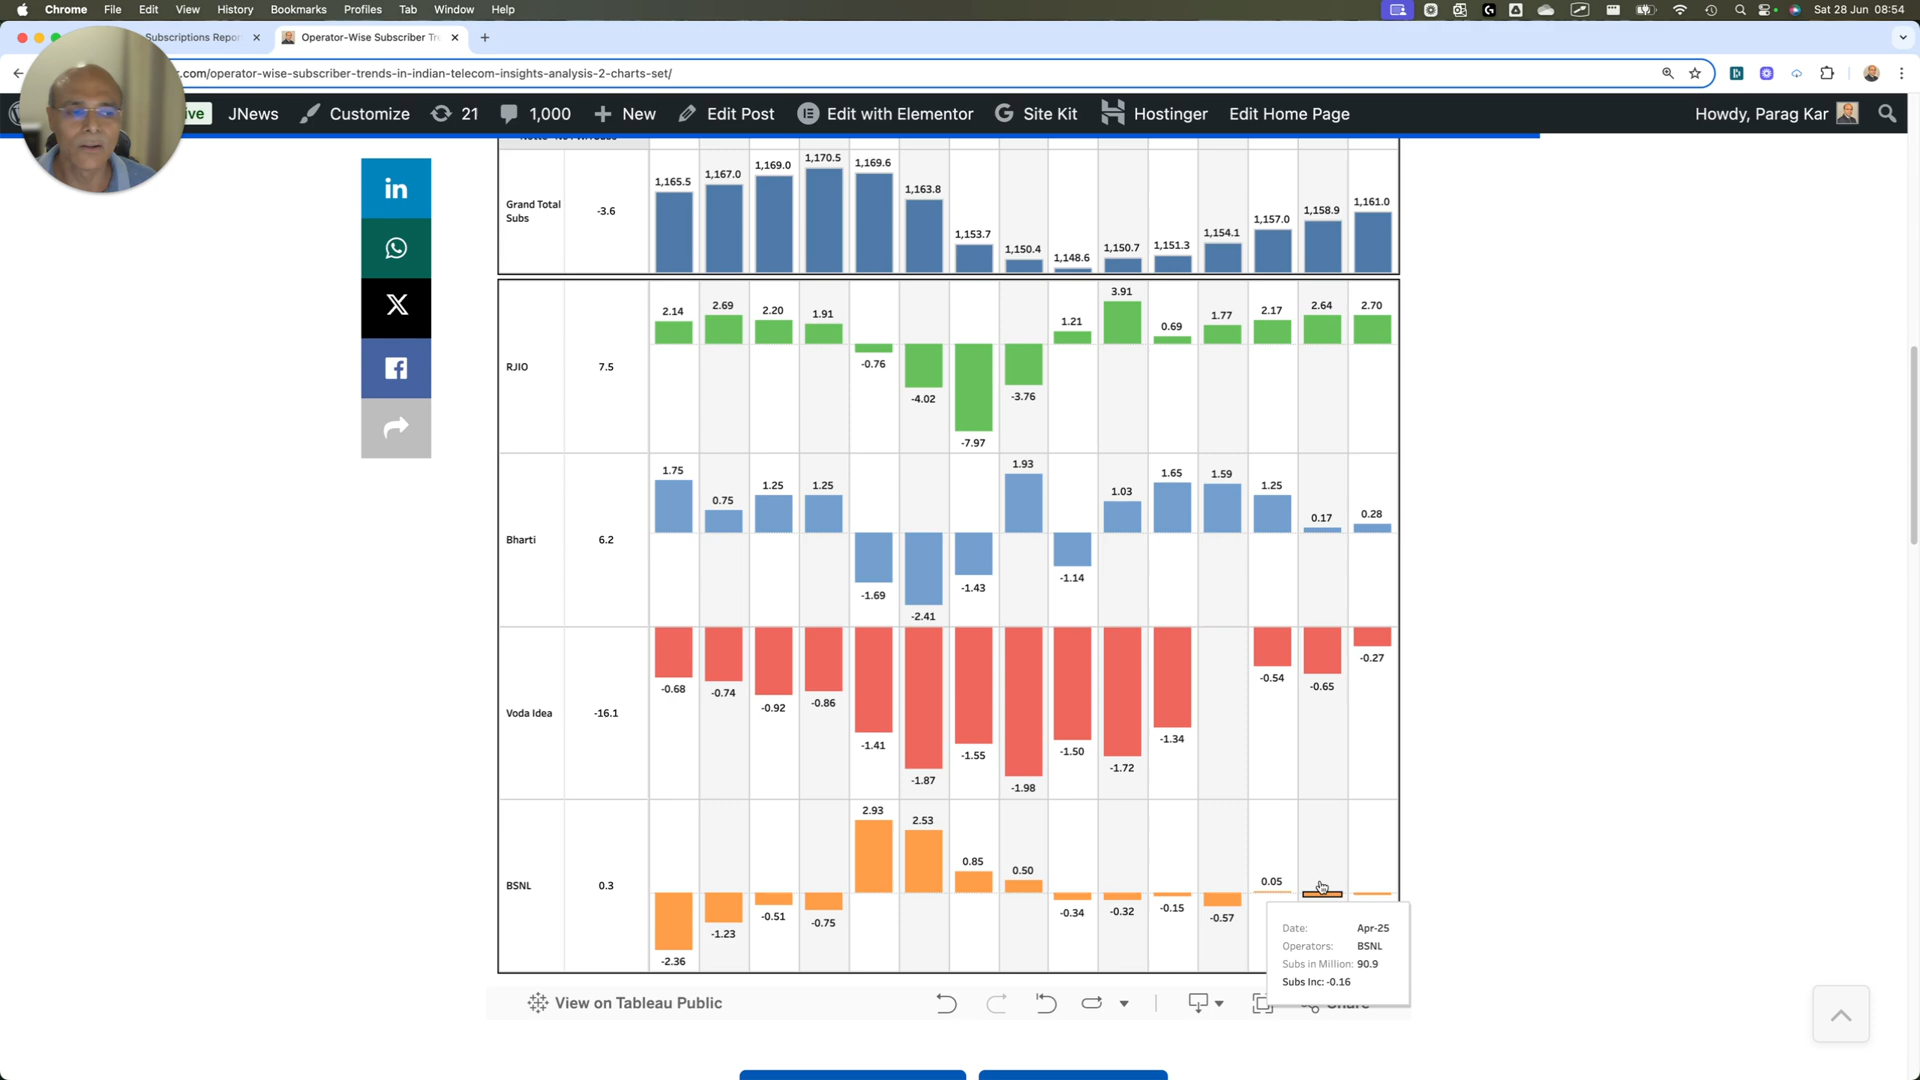 Chrome File Edit View History Bookmarks Profiles Tab Window Help Sat 28 Jun 08:54
Subscriptions Repor Operator-Wise Subscriber Tre
.com/operator-wise-subscriber-trends-in-indian-telecom-insights-analysis-2-charts-set/
JNews Customize 21 1,000 New Edit Post Edit with Elementor Site Kit Hostinger Edit Home Page Howdy, Parag Kar
Grand Total Subs -3.6 1,165.5 1,167.0 1,169.0 1,170.5 1,169.6 1,163.8 1,153.7 1,150.4 1,148.6 1,150.7 1,151.3 1,154.1 1,157.0 1,158.9 1,161.0
RJIO 7.5 2.14 2.69 2.20 1.91 -0.76 -4.02 -7.97 -3.76 1.21 3.91 0.69 1.77 2.17 2.64 2.70
Bharti 6.2 1.75 0.75 1.25 1.25 -1.69 -2.41 -1.43 1.93 -1.14 1.03 1.65 1.59 1.25 0.17 0.28
Voda Idea -16.1 -0.68 -0.74 -0.92 -0.86 -1.41 -1.87 -1.55 -1.98 -1.50 -1.72 -1.34 -0.54 -0.65 -0.27
BSNL 0.3 -2.36 -1.23 -0.51 -0.75 2.93 2.53 0.85 0.50 -0.34 -0.32 -0.15 -0.57 0.05
Date: Apr-25
Operators: BSNL
Subs in Million: 90.9
Subs Inc: -0.16
View on Tableau Public Share